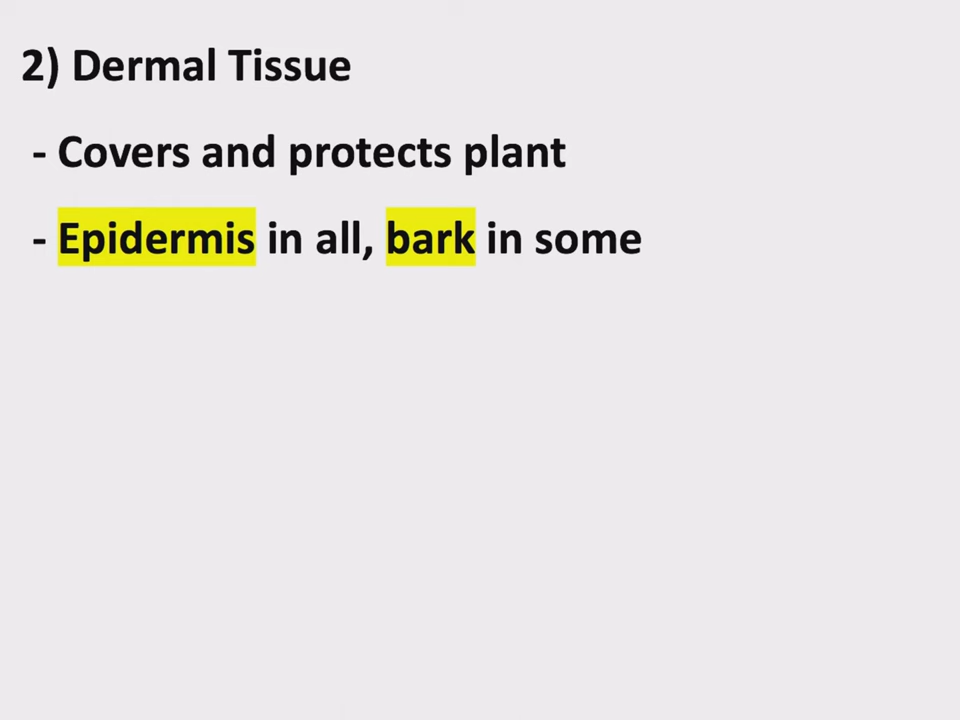 2) Dermal Tissue
- Covers and protects plant
- Epidermis in all, bark in some